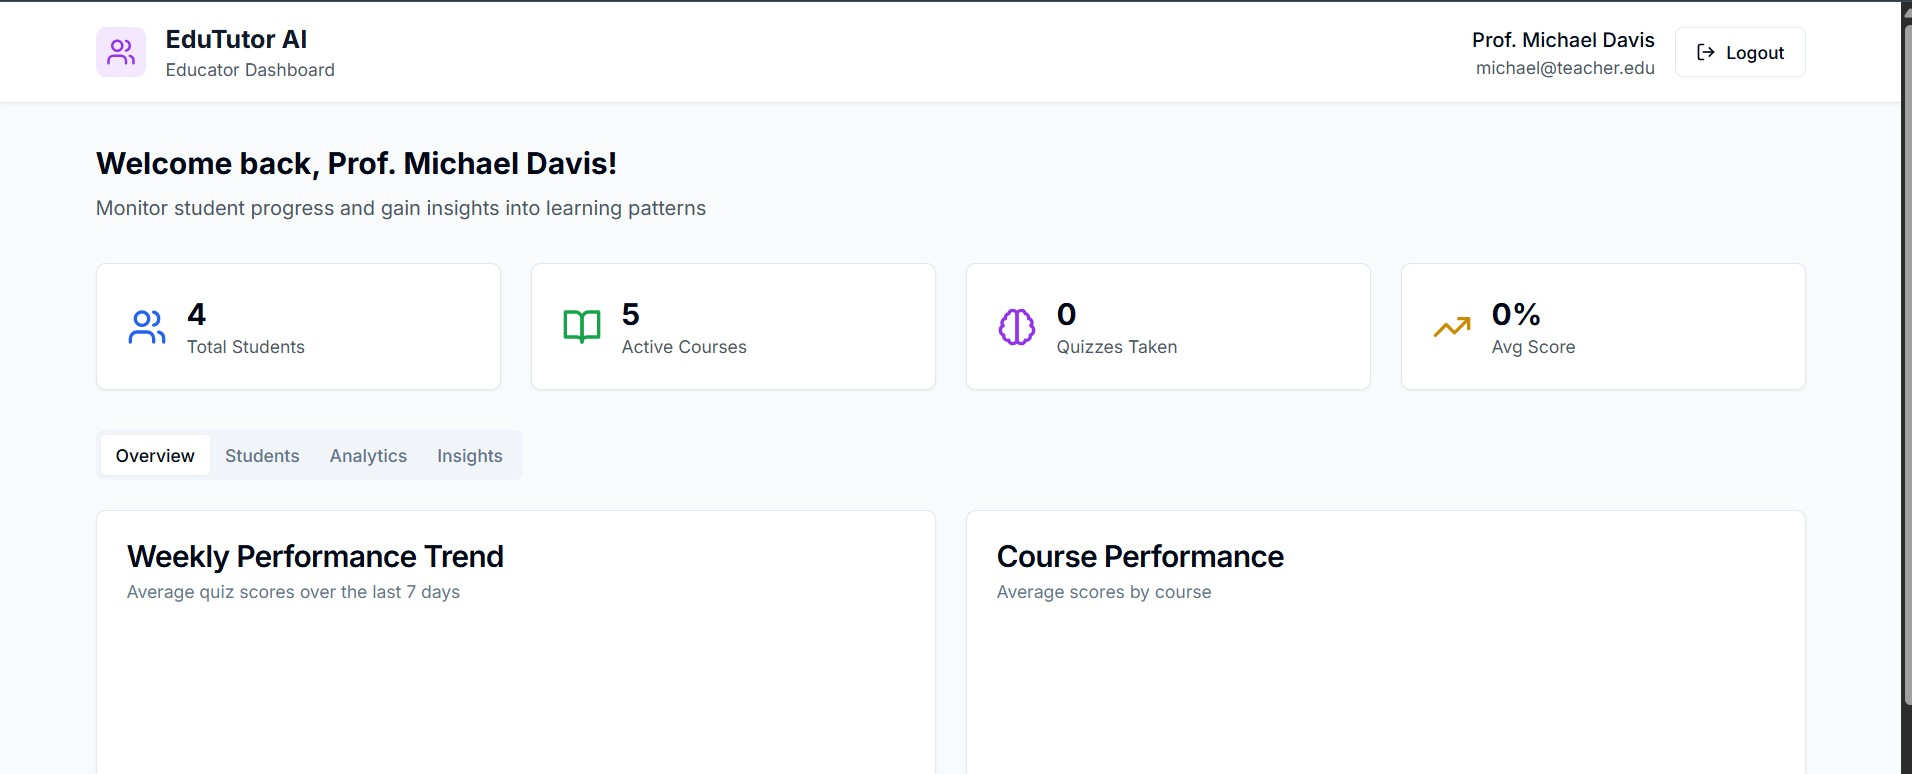 EduTutor AI
Educator Dashboard
Prof. Michael Davis
michael@teacher.edu
Logout
Welcome back, Prof. Michael Davis!
Monitor student progress and gain insights into learning patterns
4
Total Students
5
Active Courses
0
Quizzes Taken
0%
Avg Score
Overview Students Analytics Insights
Weekly Performance Trend
Average quiz scores over the last 7 days
Course Performance
Average scores by course